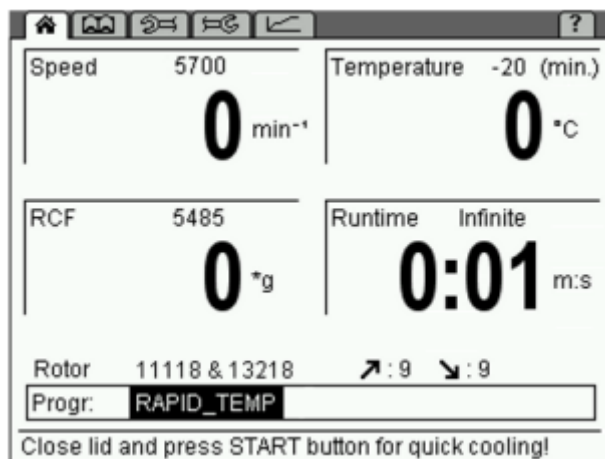 ?
Speed 5700
0 min⁻¹
Temperature -20 (min.)
0 °C
RCF 5485
0 *g
Runtime Infinite
0:01 m:s
Rotor 11118 & 13218 ↗ : 9 ↘ : 9
Progr: RAPID_TEMP
Close lid and press START button for quick cooling!